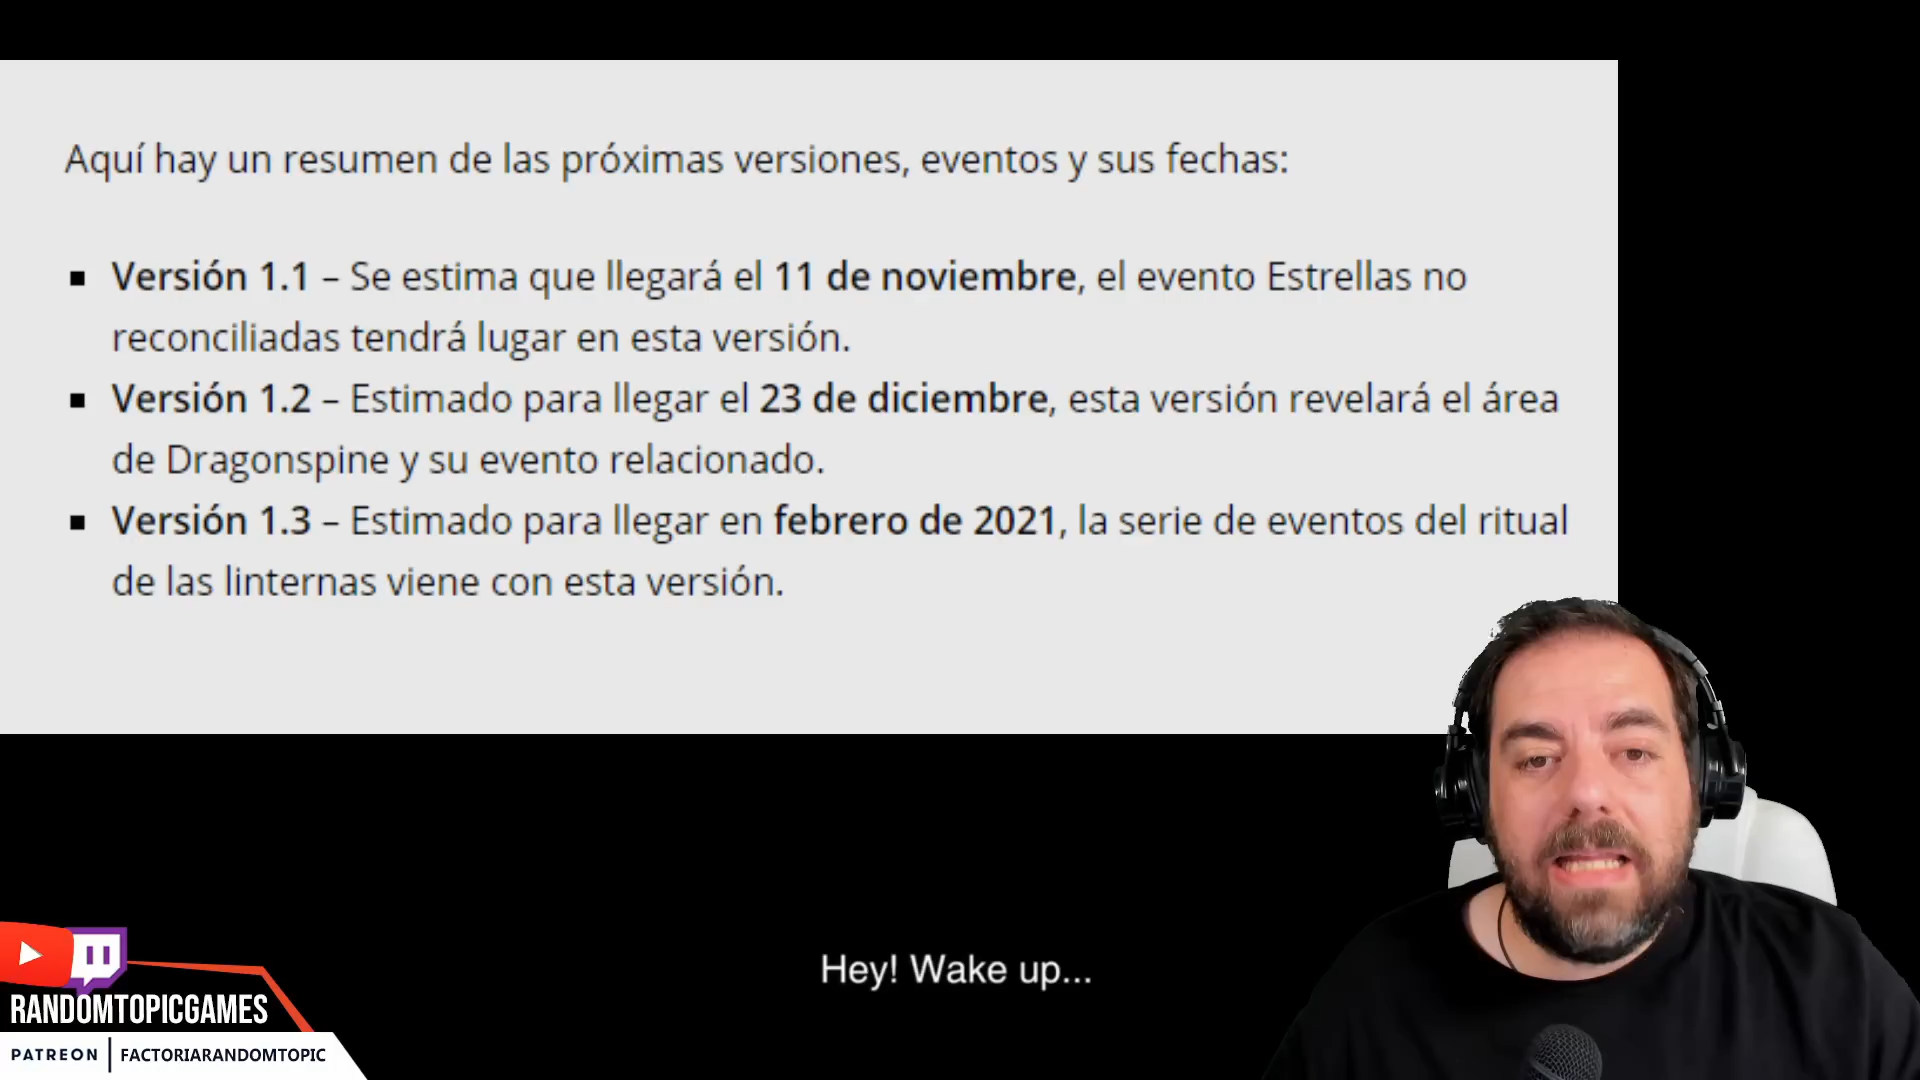 Aquí hay un resumen de las próximas versiones, eventos y sus fechas:
▪ Versión 1.1 – Se estima que llegará el 11 de noviembre, el evento Estrellas no
reconciliadas tendrá lugar en esta versión.
▪ Versión 1.2 – Estimado para llegar el 23 de diciembre, esta versión revelará el área
de Dragonspine y su evento relacionado.
▪ Versión 1.3 – Estimado para llegar en febrero de 2021, la serie de eventos del ritual
de las linternas viene con esta versión.
Hey! Wake up...
RANDOMTOPICGAMES
PATREON | FACTORIARANDOMTOPIC